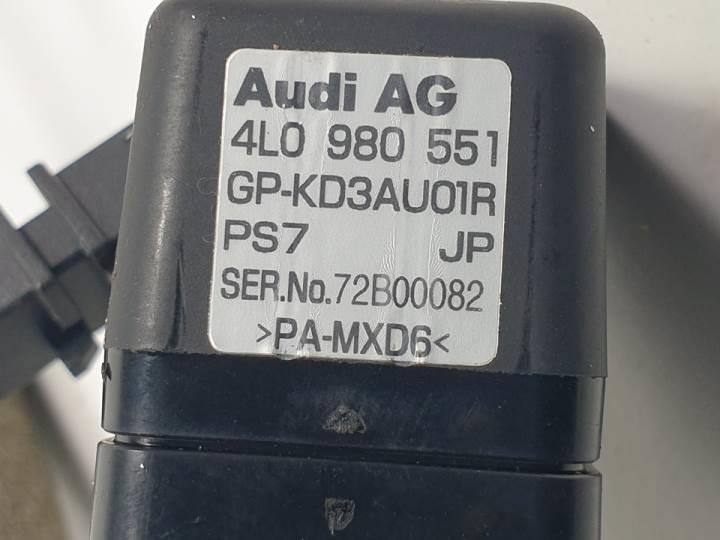 Audi AG
4L0 980 551
GP-KD3AU01R
PS7 JP
SER.No.72B00082
>PA-MXD6<